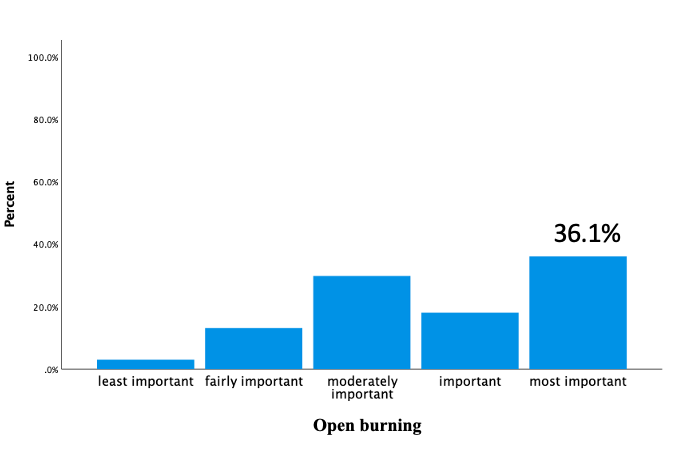 100.0%
80.0%
60.0%
40.0%
20.0%
.0%
Percent
36.1%
least important
fairly important
moderately
important
important
most important
Open burning